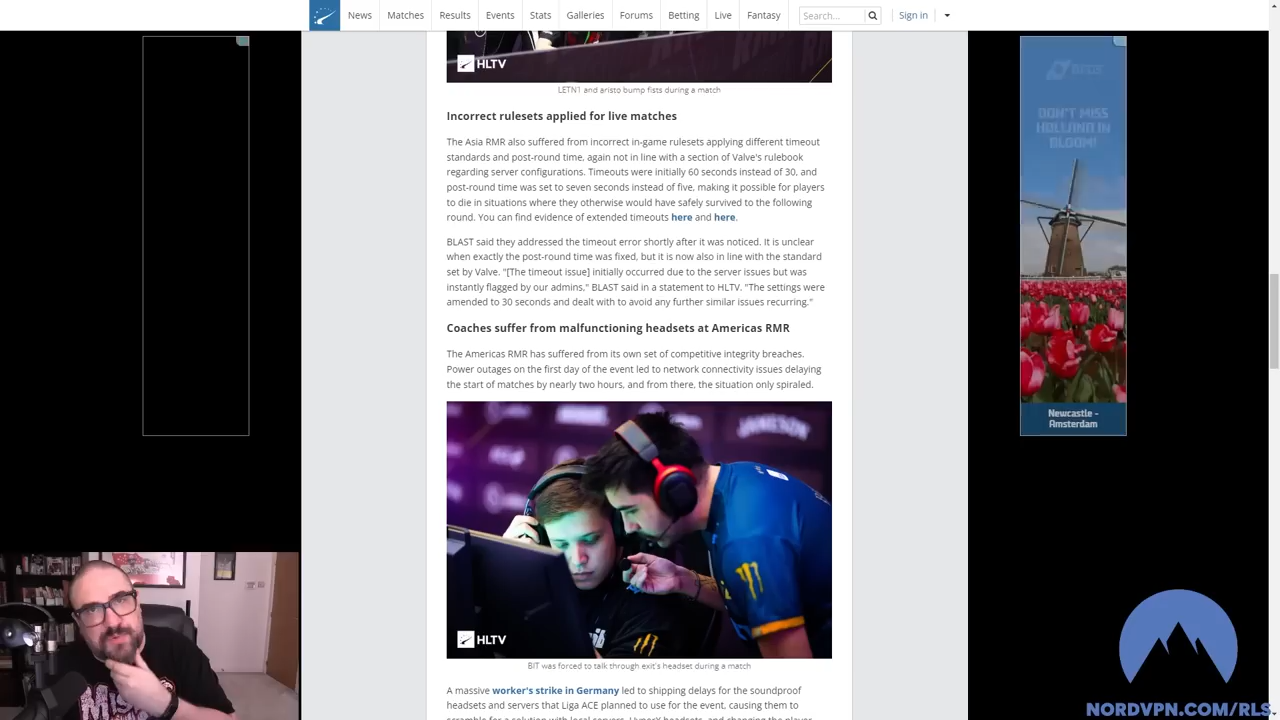 News Matches Results Events Stats Galleries Forums Betting Live Fantasy Search... Sign in
HLTV
LETN1 and aristo bump fists during a match
Incorrect rulesets applied for live matches
The Asia RMR also suffered from incorrect in-game rulesets applying different timeout
standards and post-round time, again not in line with a section of Valve's rulebook
regarding server configurations. Timeouts were initially 60 seconds instead of 30, and
post-round time was set to seven seconds instead of five, making it possible for players
to die in situations where they otherwise would have safely survived to the following
round. You can find evidence of extended timeouts here and here.
BLAST said they addressed the timeout error shortly after it was noticed. It is unclear
when exactly the post-round time was fixed, but it is now also in line with the standard
set by Valve. "[The timeout issue] initially occurred due to the server issues but was
instantly flagged by our admins," BLAST said in a statement to HLTV. "The settings were
amended to 30 seconds and dealt with to avoid any further similar issues recurring."
Coaches suffer from malfunctioning headsets at Americas RMR
The Americas RMR has suffered from its own set of competitive integrity breaches.
Power outages on the first day of the event led to network connectivity issues delaying
the start of matches by nearly two hours, and from there, the situation only spiraled.
JAMESON
HLTV
BIT was forced to talk through exit's headset during a match
A massive worker's strike in Germany led to shipping delays for the soundproof
headsets and servers that Liga ACE planned to use for the event, causing them to
scramble for a solution with local servers, HyperX headsets, and changing the player
DFDS
DON'T MISS
HOLLAND IN
BLOOM!
Newcastle -
Amsterdam
NORDVPN.COM/RLS